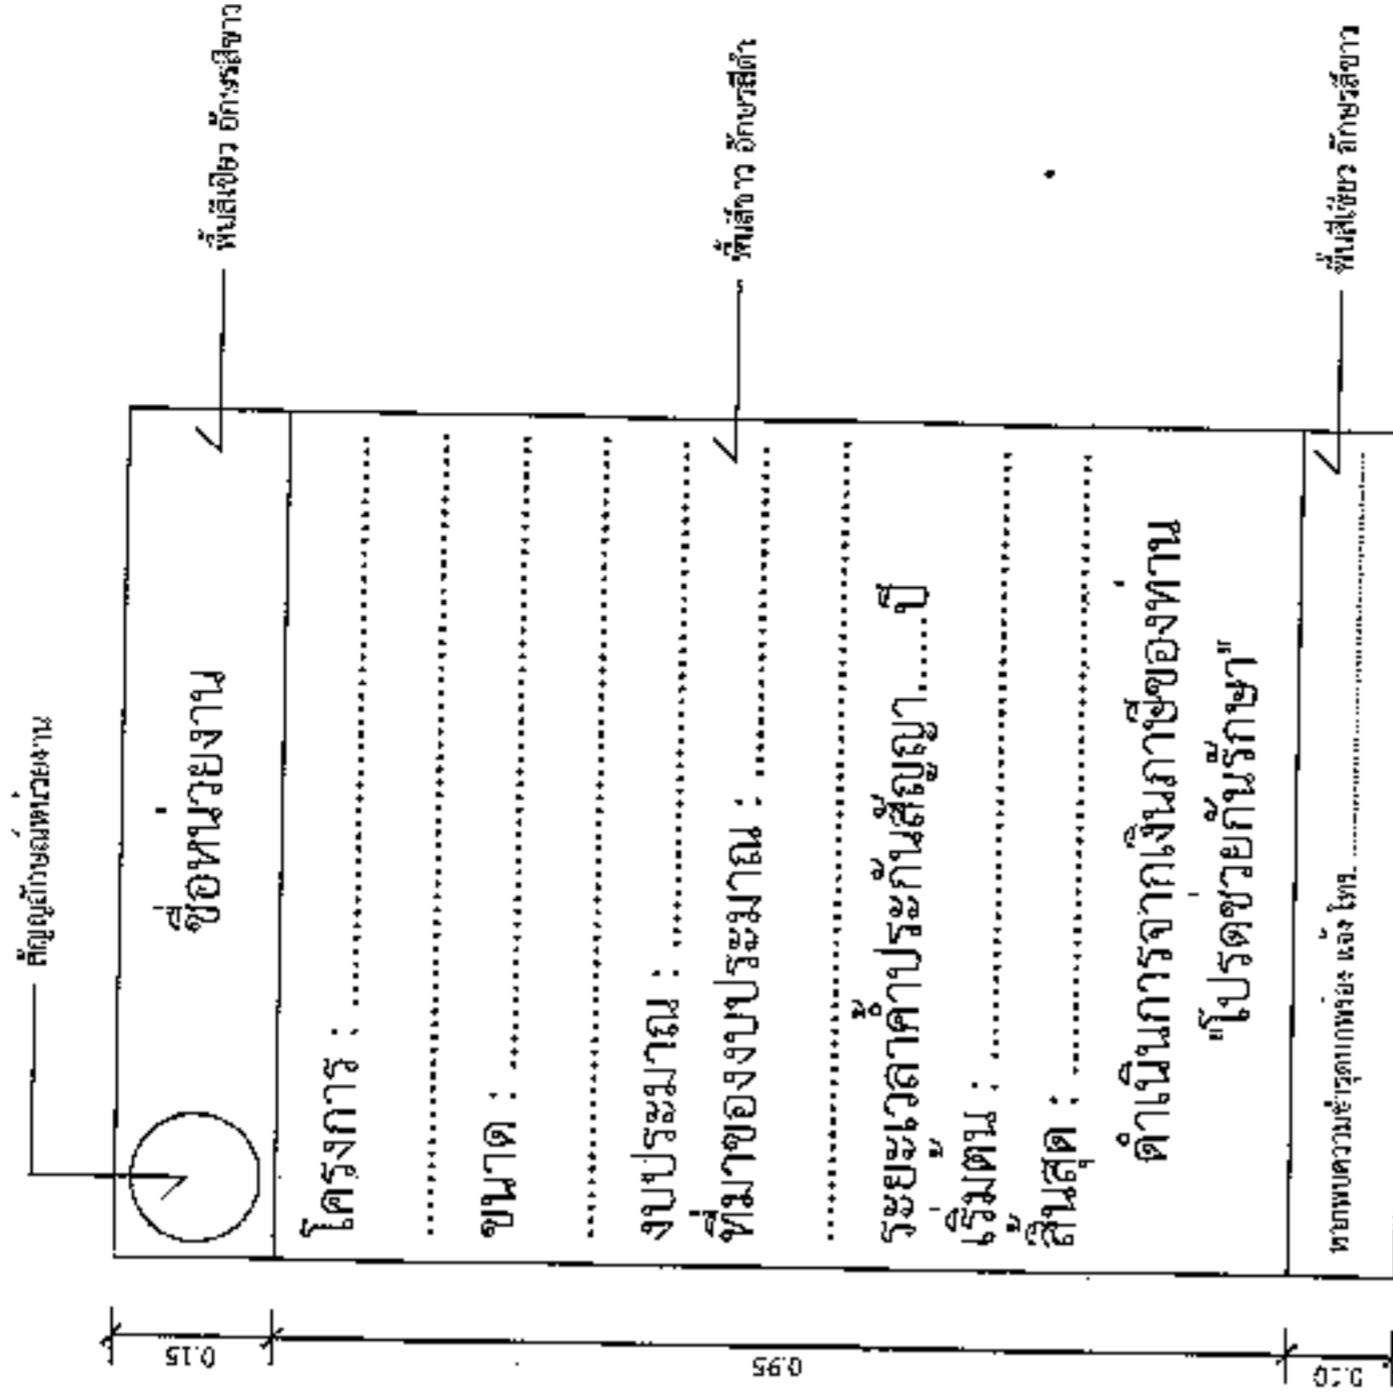 สัญญลักษณ์หน่วยงาน
ชื่อหน่วยงาน
พื้นสีเขียว อักษรสีขาว
โครงการ :
ขนาด :
งบประมาณ :
ที่มาของงบประมาณ :
พื้นสีขาว อักษรสีดำ
ระยะเวลาค้ำประกันสัญญา......ปี
เริ่มต้น :
สิ้นสุด :
ดำเนินการจากเงินภาษีของท่าน
"โปรดช่วยกันรักษา"
หากพบความชำรุดบกพร่อง แจ้ง โทร.
พื้นสีเขียว อักษรสีขาว
0.15
0.95
0.10